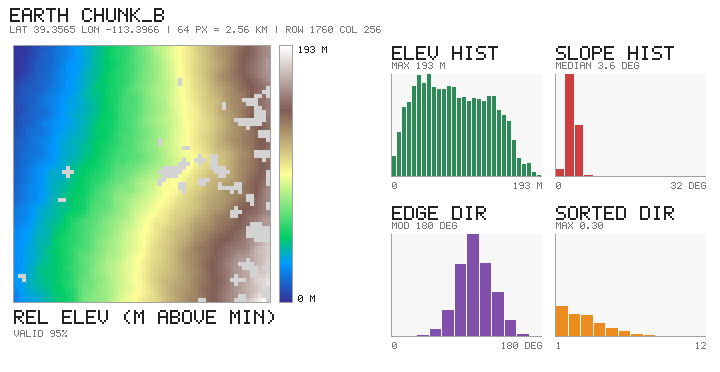 EARTH CHUNK_B
LAT 39.3565 LON -113.3966 | 64 PX = 2.56 KM | ROW 1760 COL 256
193 M
0 M
REL ELEV (M ABOVE MIN)
VALID 95%
ELEV HIST
MAX 193 M
0 193 M
SLOPE HIST
MEDIAN 3.6 DEG
0 32 DEG
EDGE DIR
MOD 180 DEG
0 180 DEG
SORTED DIR
MAX 0.30
1 12